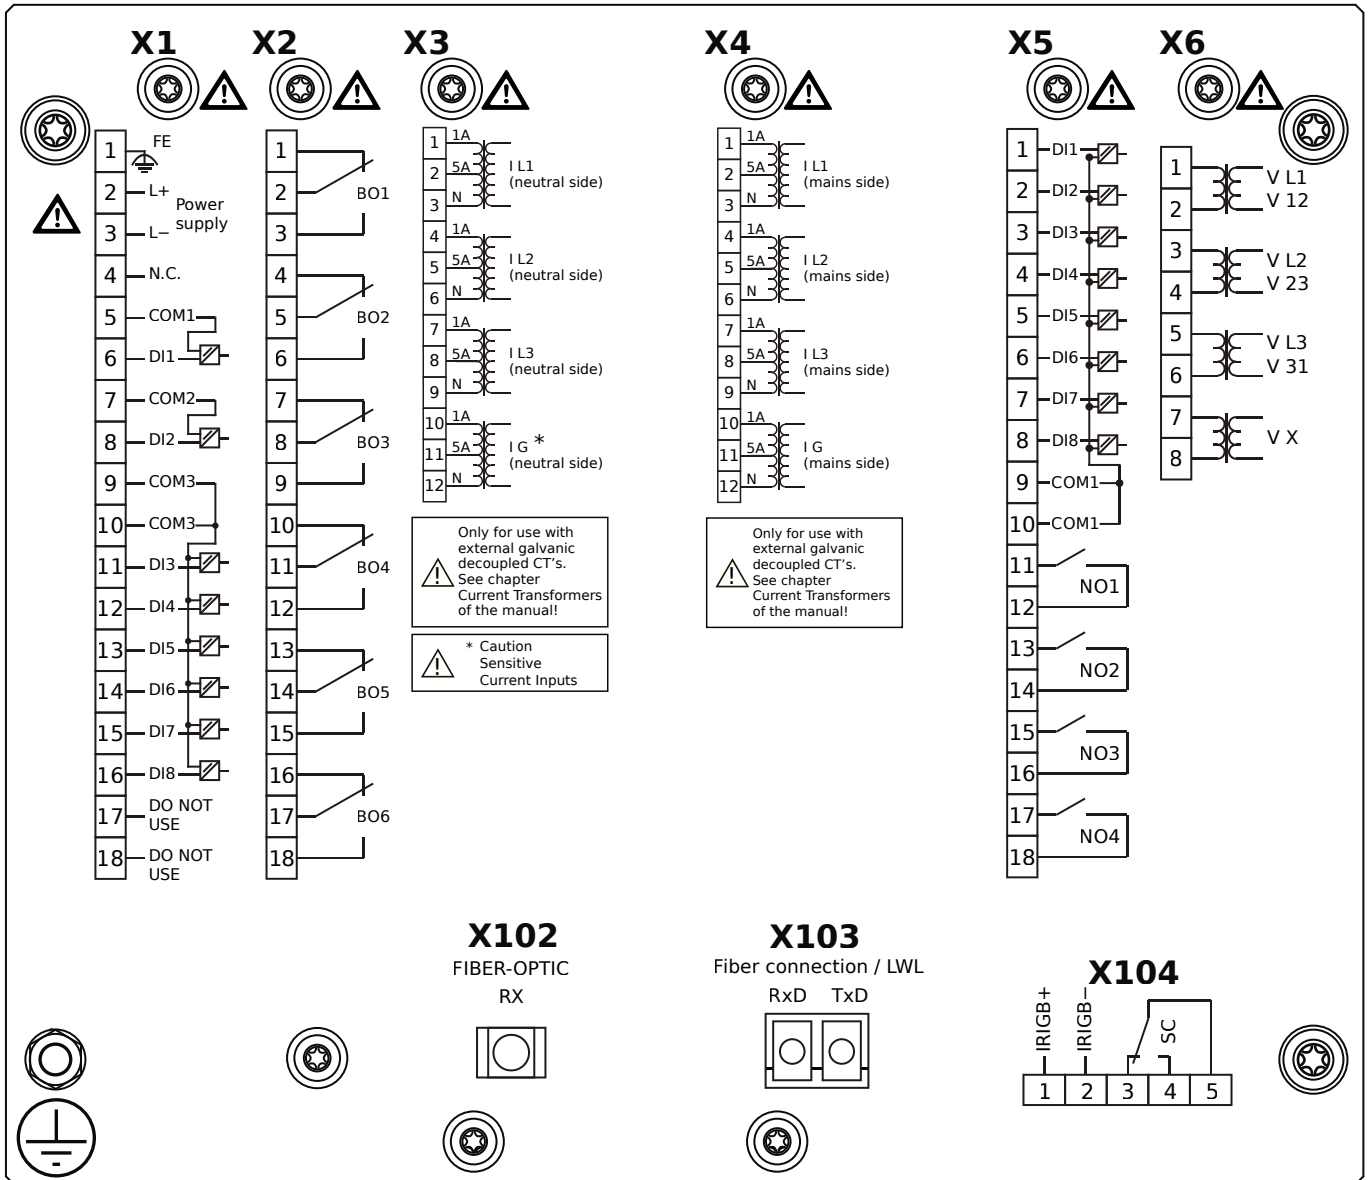 X1
X2
X3
X4
X5
X6
1 FE
2 L+
Power
supply
3 L−
4 N.C.
5 COM1
6 DI1
7 COM2
8 DI2
9 COM3
10 COM3
11 DI3
12 DI4
13 DI5
14 DI6
15 DI7
16 DI8
17 DO NOT
USE
18 DO NOT
USE
1
2 BO1
3
4
5 BO2
6
7
8 BO3
9
10
11 BO4
12
13
14 BO5
15
16
17 BO6
18
1 1A
2 5A I L1
(neutral side)
3 N
4 1A
5 5A I L2
(neutral side)
6 N
7 1A
8 5A I L3
(neutral side)
9 N
10 1A
11 5A I G *
(neutral side)
12 N
Only for use with
external galvanic
decoupled CT's.
See chapter
Current Transformers
of the manual!
* Caution
Sensitive
Current Inputs
1 1A
2 5A I L1
(mains side)
3 N
4 1A
5 5A I L2
(mains side)
6 N
7 1A
8 5A I L3
(mains side)
9 N
10 1A
11 5A I G
(mains side)
12 N
Only for use with
external galvanic
decoupled CT's.
See chapter
Current Transformers
of the manual!
1 DI1
2 DI2
3 DI3
4 DI4
5 DI5
6 DI6
7 DI7
8 DI8
9 COM1
10 COM1
11
NO1
12
13
NO2
14
15
NO3
16
17
NO4
18
1 V L1
2 V 12
3 V L2
4 V 23
5 V L3
6 V 31
7 V X
8
X102
FIBER-OPTIC
RX
X103
Fiber connection / LWL
RxD TxD
X104
IRIGB+
IRIGB−
SC
1 2 3 4 5